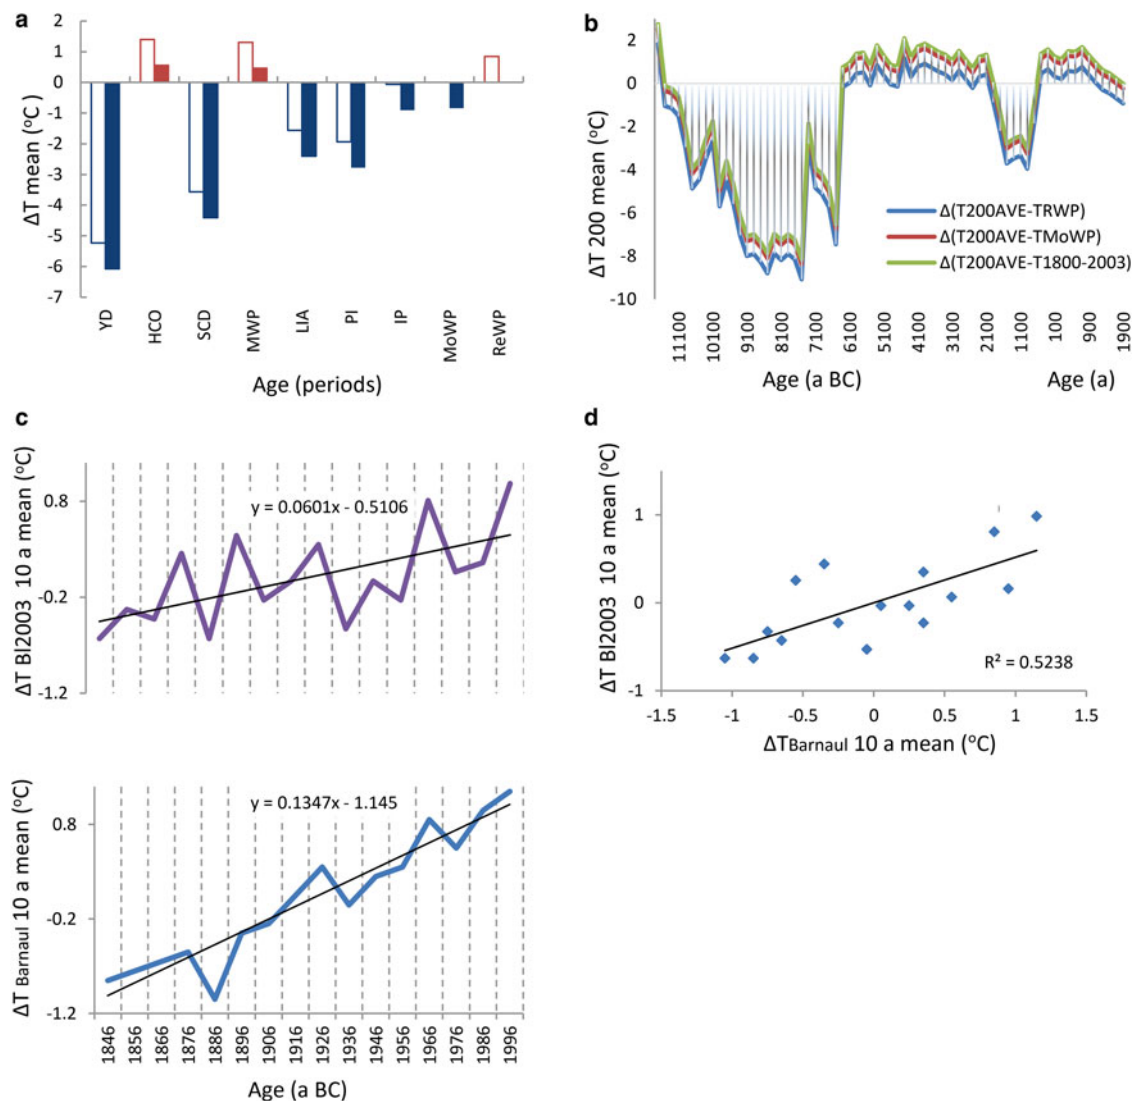 a
ΔT mean (°C)
2
1
0
-1
-2
-3
-4
-5
-6
-7
YD
HCO
SCD
MWP
LIA
PI
IP
MoWP
ReWP
Age (periods)
b
ΔT 200 mean (°C)
2
0
-2
-4
-6
-8
-10
Δ(T200AVE-TRWP)
Δ(T200AVE-TMoWP)
Δ(T200AVE-T1800-2003)
11100
10100
9100
8100
7100
6100
5100
4100
3100
2100
1100
100
1100
1900
Age (a BC)
Age (a)
c
ΔT Bl2003 10 a mean (°C)
0.8
-0.2
-1.2
y = 0.0601x - 0.5106
ΔT Barnaul 10 a mean (°C)
0.8
-0.2
-1.2
y = 0.1347x - 1.145
1846
1856
1866
1876
1886
1896
1906
1916
1926
1936
1946
1956
1966
1976
1986
1996
Age (a BC)
d
ΔT Bl2003 10 a mean (°C)
1
0
-1
R² = 0.5238
-1.5
-1
-0.5
0
0.5
1
1.5
ΔTBarnaul 10 a mean (°C)